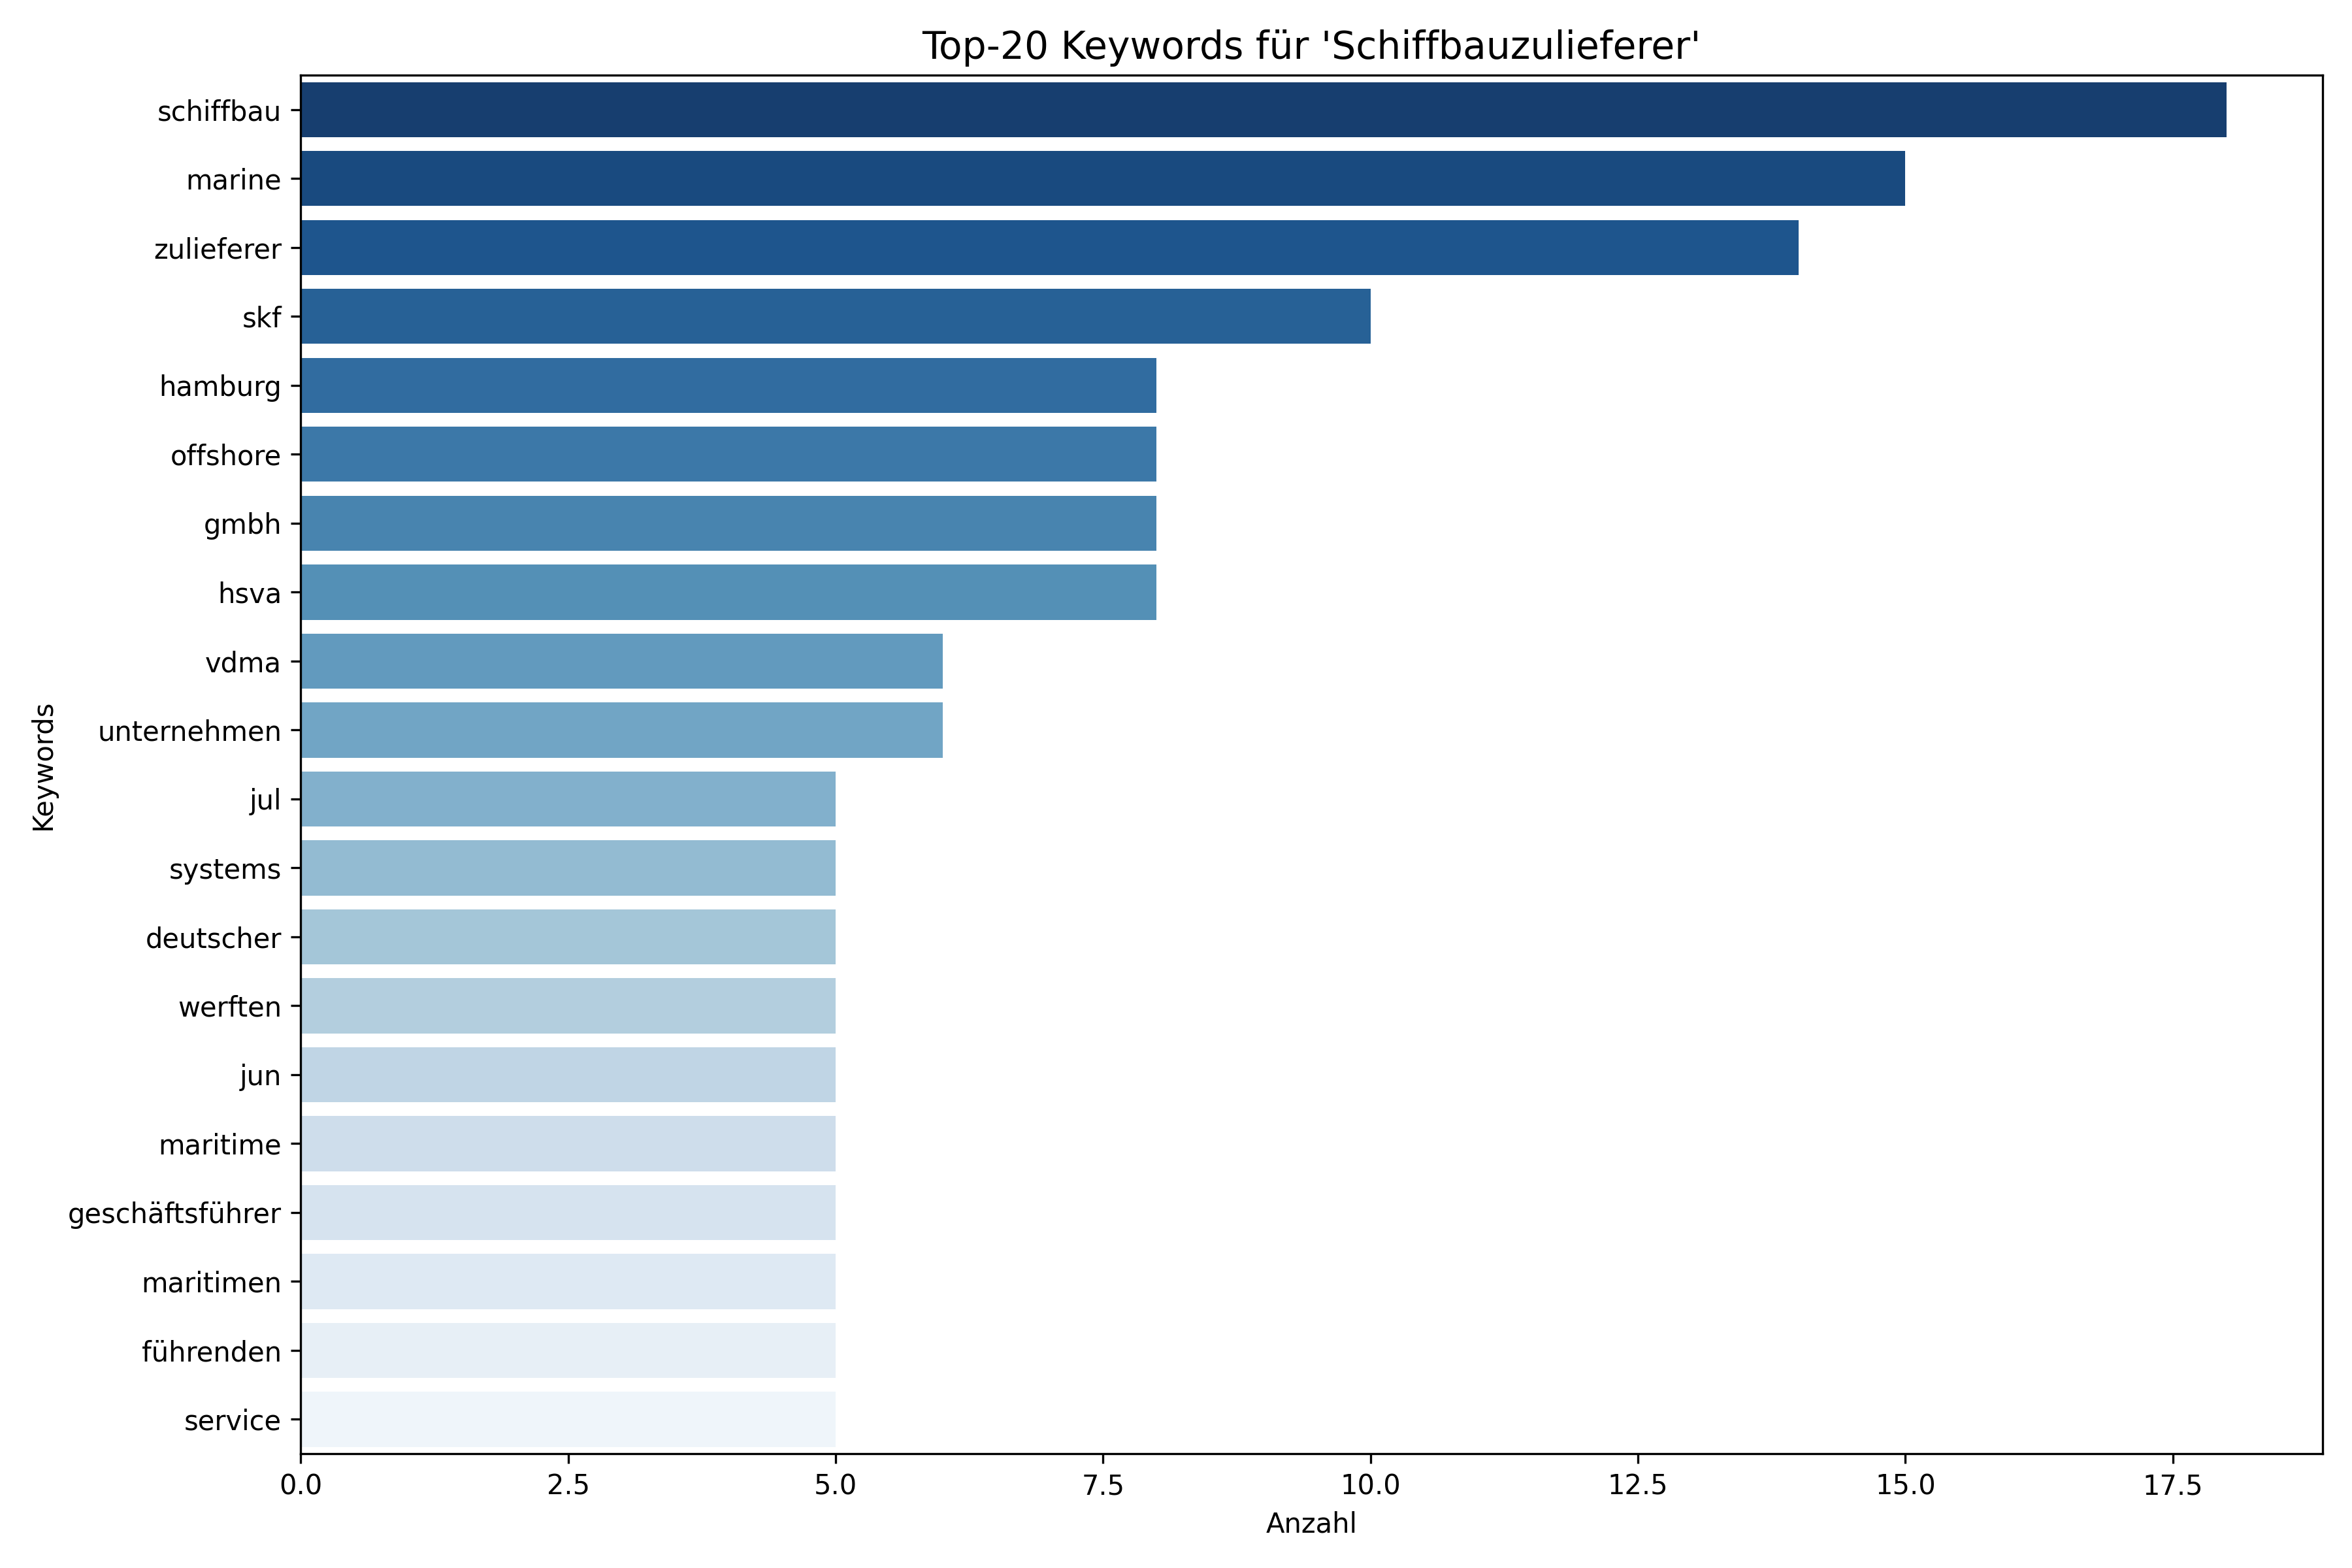 Top-20 Keywords für 'Schiffbauzulieferer'
schiffbau
marine
zulieferer
skf
hamburg
offshore
gmbh
hsva
vdma
unternehmen
jul
systems
deutscher
werften
jun
maritime
geschäftsführer
maritimen
führenden
service
Keywords
0.0 2.5 5.0 7.5 10.0 12.5 15.0 17.5
Anzahl